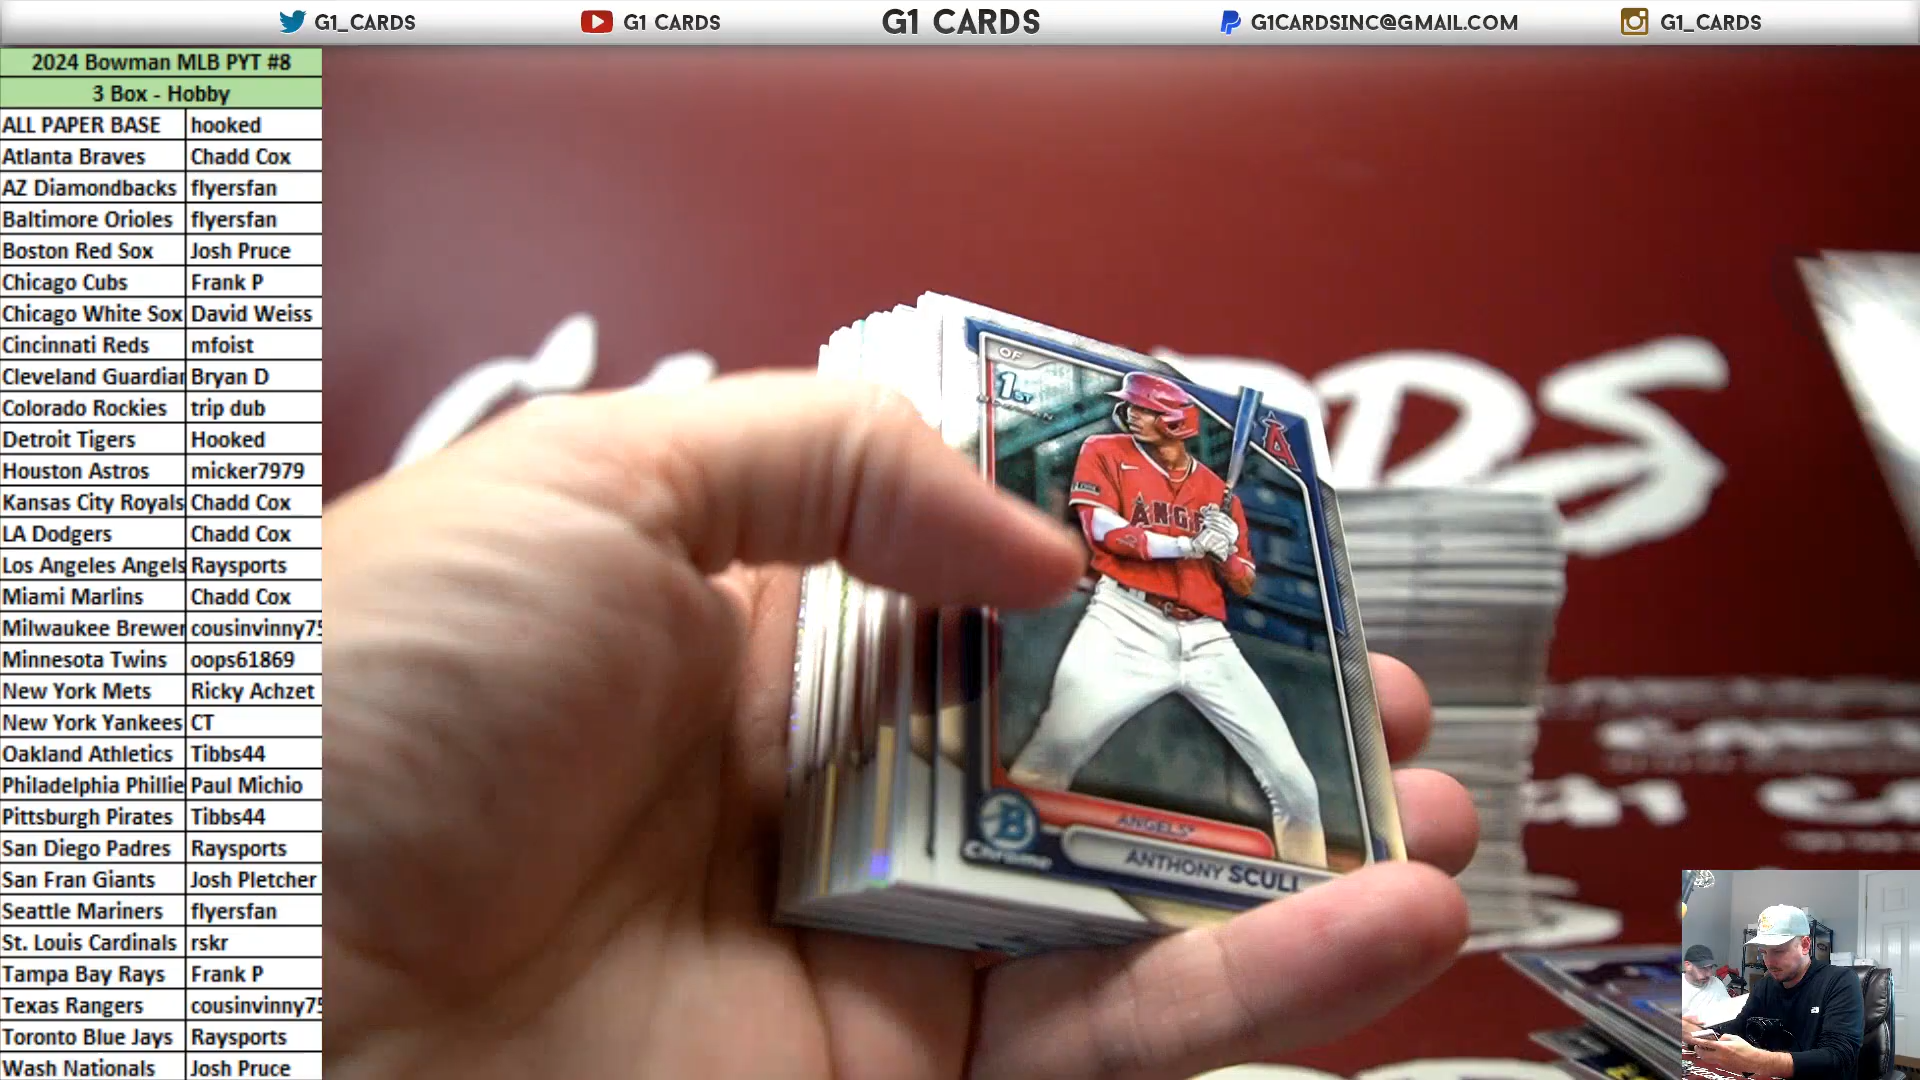 G1_CARDS
G1 CARDS
G1 CARDS
G1CARDSINC@GMAIL.COM
G1_CARDS
2024 Bowman MLB PYT #8
3 Box - Hobby
ALL PAPER BASE hooked
Atlanta Braves Chadd Cox
AZ Diamondbacks flyersfan
Baltimore Orioles flyersfan
Boston Red Sox Josh Pruce
Chicago Cubs Frank P
Chicago White Sox David Weiss
Cincinnati Reds mfoist
Cleveland Guardian Bryan D
Colorado Rockies trip dub
Detroit Tigers Hooked
Houston Astros micker7979
Kansas City Royals Chadd Cox
LA Dodgers Chadd Cox
Los Angeles Angels Raysports
Miami Marlins Chadd Cox
Milwaukee Brewer cousinvinny75
Minnesota Twins oops61869
New York Mets Ricky Achzet
New York Yankees CT
Oakland Athletics Tibbs44
Philadelphia Phillie Paul Michio
Pittsburgh Pirates Tibbs44
San Diego Padres Raysports
San Fran Giants Josh Pletcher
Seattle Mariners flyersfan
St. Louis Cardinals rskr
Tampa Bay Rays Frank P
Texas Rangers cousinvinny75
Toronto Blue Jays Raysports
Wash Nationals Josh Pruce
OF
1ST
BOWMAN
A
ANGE
ANGELS
B
Chrome
ANTHONY SCULL
RDS